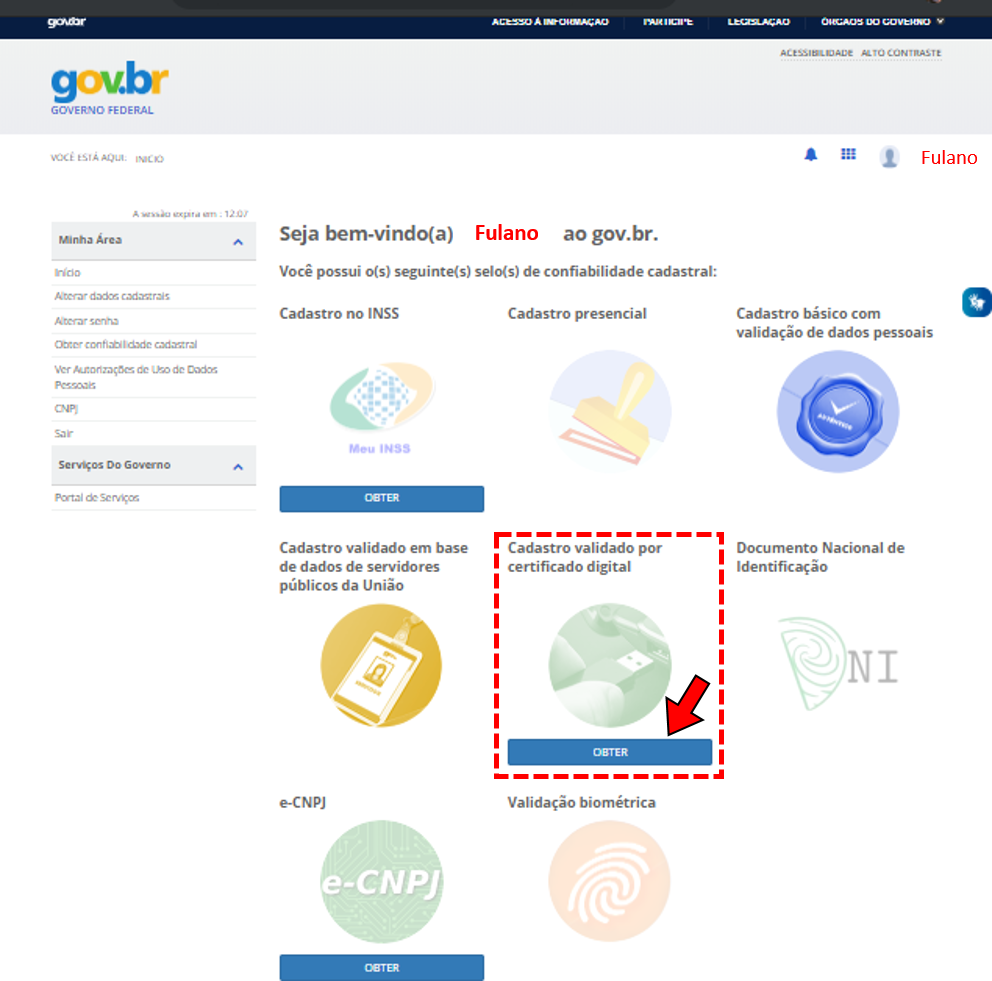 gov.br
ACESSO À INFORMAÇÃO PARTICIPE LEGISLAÇÃO ÓRGÃOS DO GOVERNO
ACESSIBILIDADE ALTO CONTRASTE
gov.br
GOVERNO FEDERAL
VOCÊ ESTÁ AQUI: INICIO
Fulano
A sessão expira em : 12:07
Minha Área
Início
Alterar dados cadastrais
Alterar senha
Obter confiabilidade cadastral
Ver Autorizações de Uso de Dados
Pessoais
CNPJ
Sair
Serviços Do Governo
Portal de Serviços
Seja bem-vindo(a) Fulano ao gov.br.
Você possui o(s) seguinte(s) selo(s) de confiabilidade cadastral:
Cadastro no INSS
Meu INSS
OBTER
Cadastro presencial
Cadastro básico com
validação de dados pessoais
Cadastro validado em base
de dados de servidores
públicos da União
Cadastro validado por
certificado digital
OBTER
Documento Nacional de
Identificação
DNI
e-CNPJ
e-CNPJ
OBTER
Validação biométrica